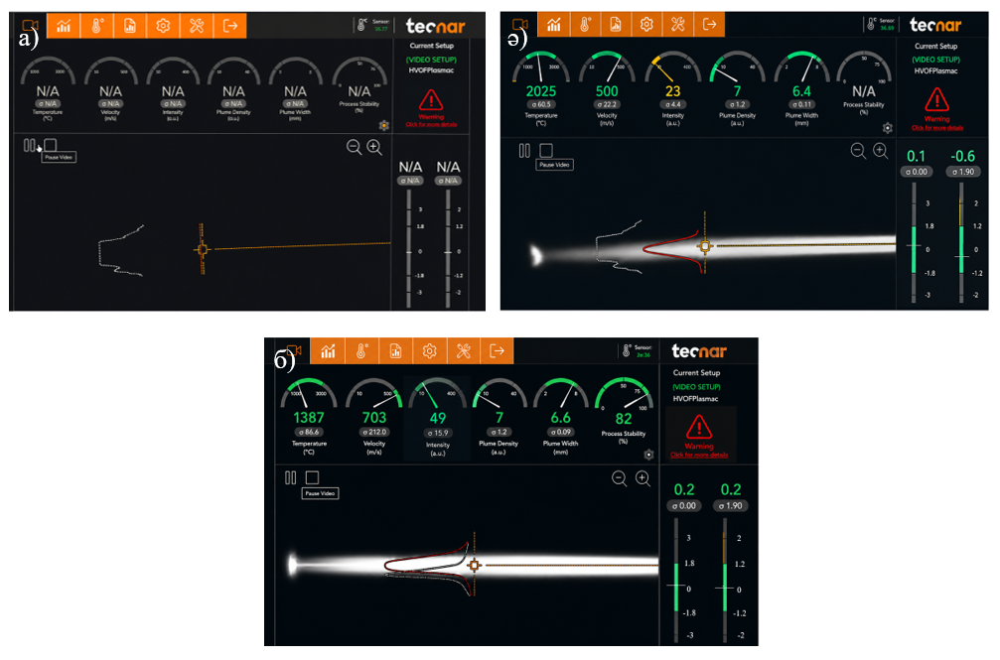 а)
Sensor:
36.77
tecnar
Current Setup
(VIDEO SETUP)
HVOFPlasmac
Warning
Click for more details
1000 3000
10 500
10 400
10 40
2 8
0 50 75 100
N/A N/A N/A N/A N/A N/A
σ N/A σ N/A σ N/A σ N/A σ N/A
Temperature (°C)
Velocity (m/s)
Intensity (a.u.)
Plume Density (a.u.)
Plume Width (mm)
Process Stability (%)
Pause Video
N/A N/A
σ N/A σ N/A
3 2
1.8 1.2
0 0
-1.8 -1.2
-3 -2
ә)
Sensor:
tecnar
Current Setup
(VIDEO SETUP)
HVOFPlasmac
Warning
Click for more details
1000 3000
10 500
10 400
10 40
2 8
0 50 75 100
2025 500 23 7 6.4 N/A
σ 60.5 σ 22.2 σ 4.4 σ 1.2 σ 0.11
Temperature (°C)
Velocity (m/s)
Intensity (a.u.)
Plume Density (a.u.)
Plume Width (mm)
Process Stability (%)
Pause Video
0.1 -0.6
σ 0.00 σ 1.90
3 2
1.8 1.2
0 0
-1.2 -1.2
-3 -2
б)
Sensor:
tecnar
Current Setup
(VIDEO SETUP)
HVOFPlasmac
Warning
Click for more details
1000 3000
10 500
10 400
10 40
2 8
0 50 75 100
1387 703 49 7 6.6 82
σ 86.6 σ 212.0 σ 15.9 σ 1.2 σ 0.09
Temperature (°C)
Velocity (m/s)
Intensity (a.u.)
Plume Density (a.u.)
Plume Width (mm)
Process Stability (%)
Pause Video
0.2 0.2
σ 0.00 σ 1.90
3 2
1.8 1.2
0 0
-1.8 -1.2
-3 -2